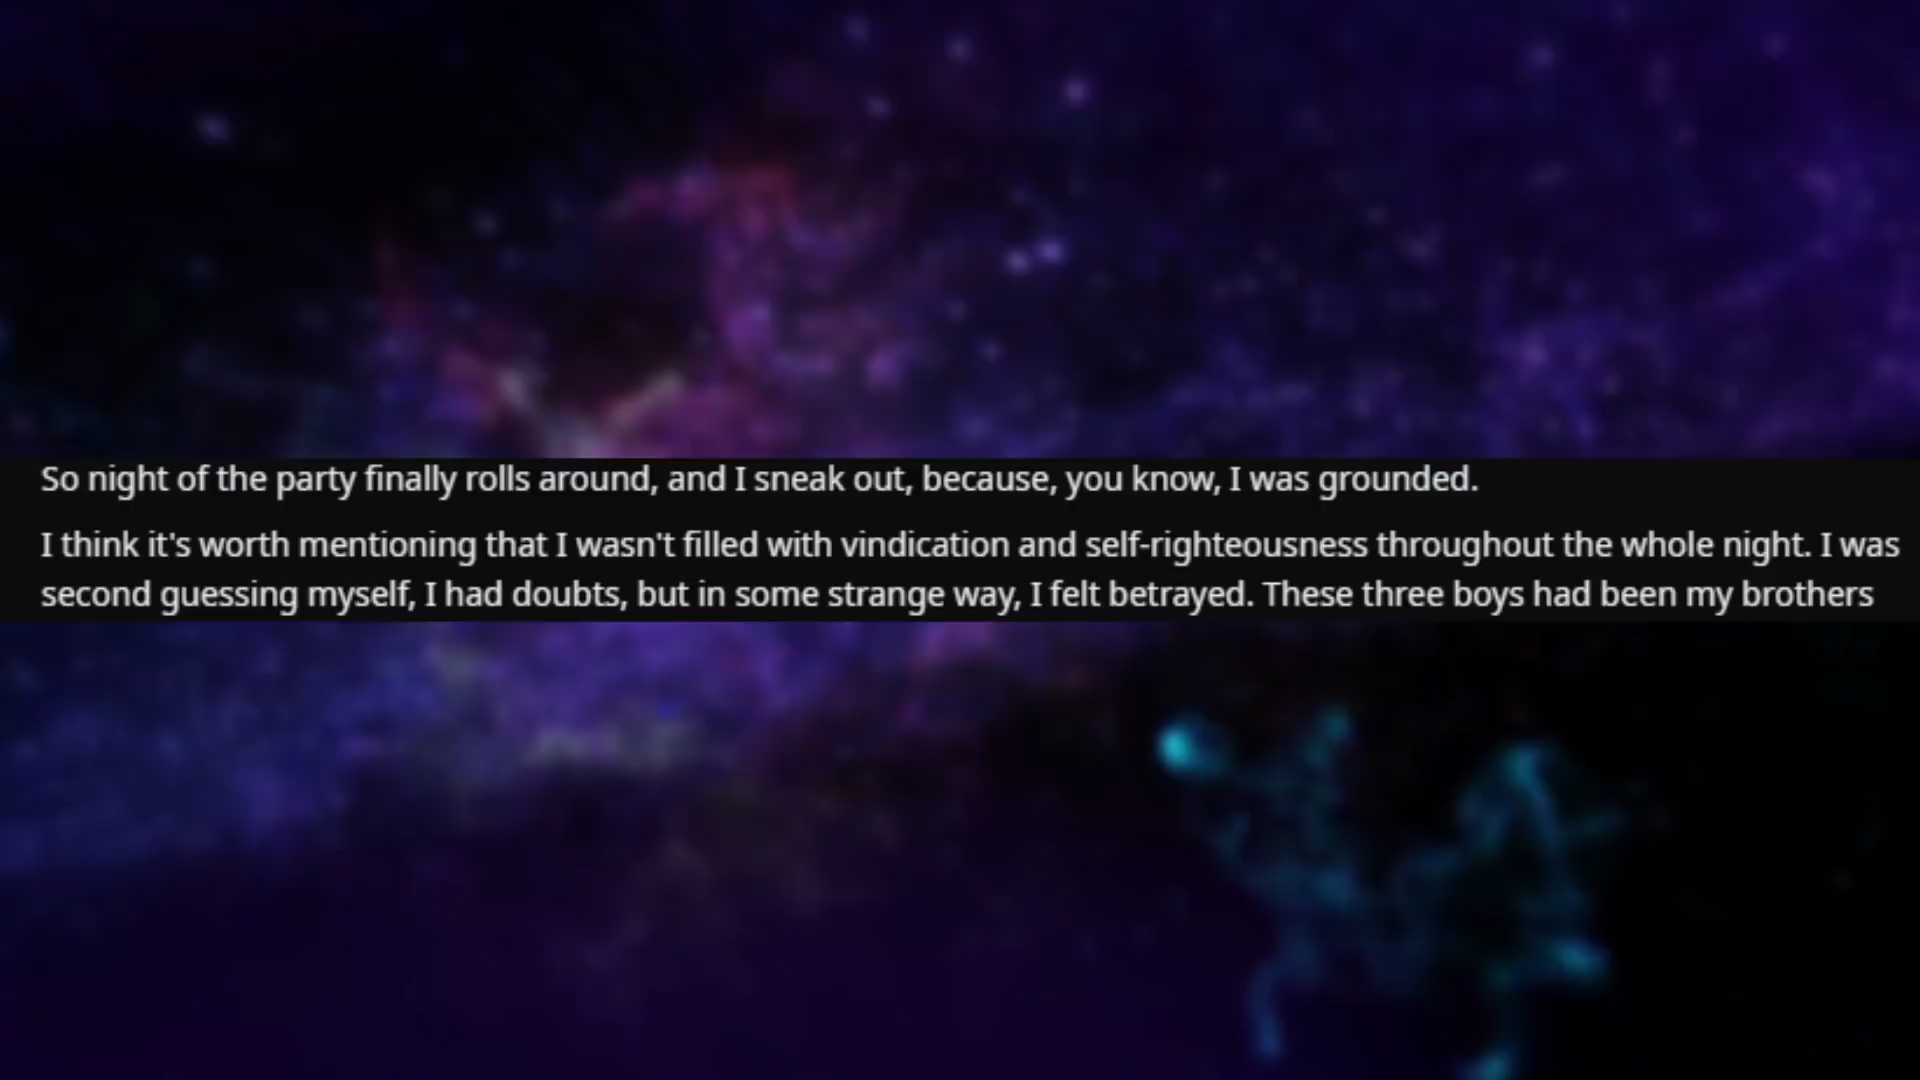 So night of the party finally rolls around, and I sneak out, because, you know, I was grounded.
I think it's worth mentioning that I wasn't filled with vindication and self-righteousness throughout the whole night. I was
second guessing myself, I had doubts, but in some strange way, I felt betrayed. These three boys had been my brothers